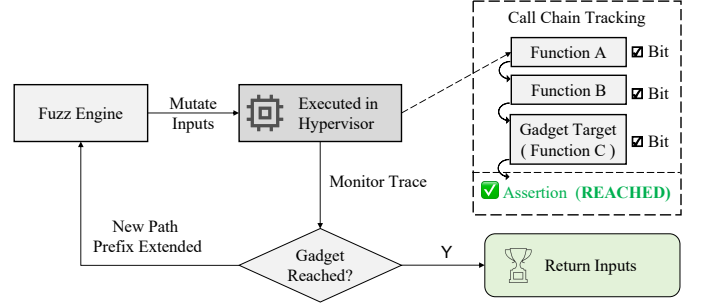 Call Chain Tracking
Function A
Bit
Function B
Bit
Gadget Target
( Function C )
Bit
Assertion (REACHED)
Fuzz Engine
Mutate
Inputs
Executed in
Hypervisor
Monitor Trace
New Path
Prefix Extended
Gadget
Reached?
Y
Return Inputs